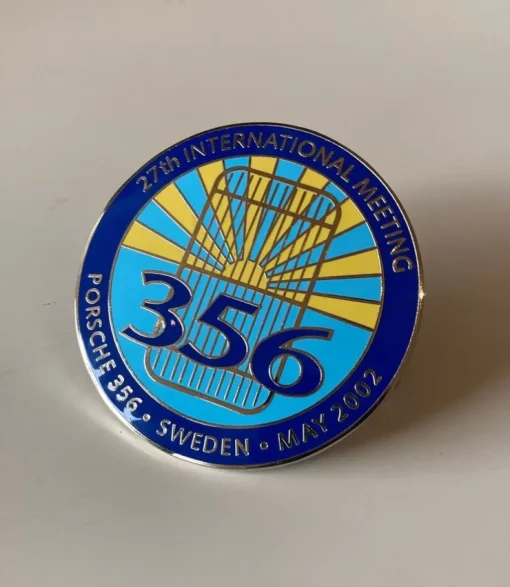 27th INTERNATIONAL MEETING
356
PORSCHE 356 • SWEDEN • MAY 2002